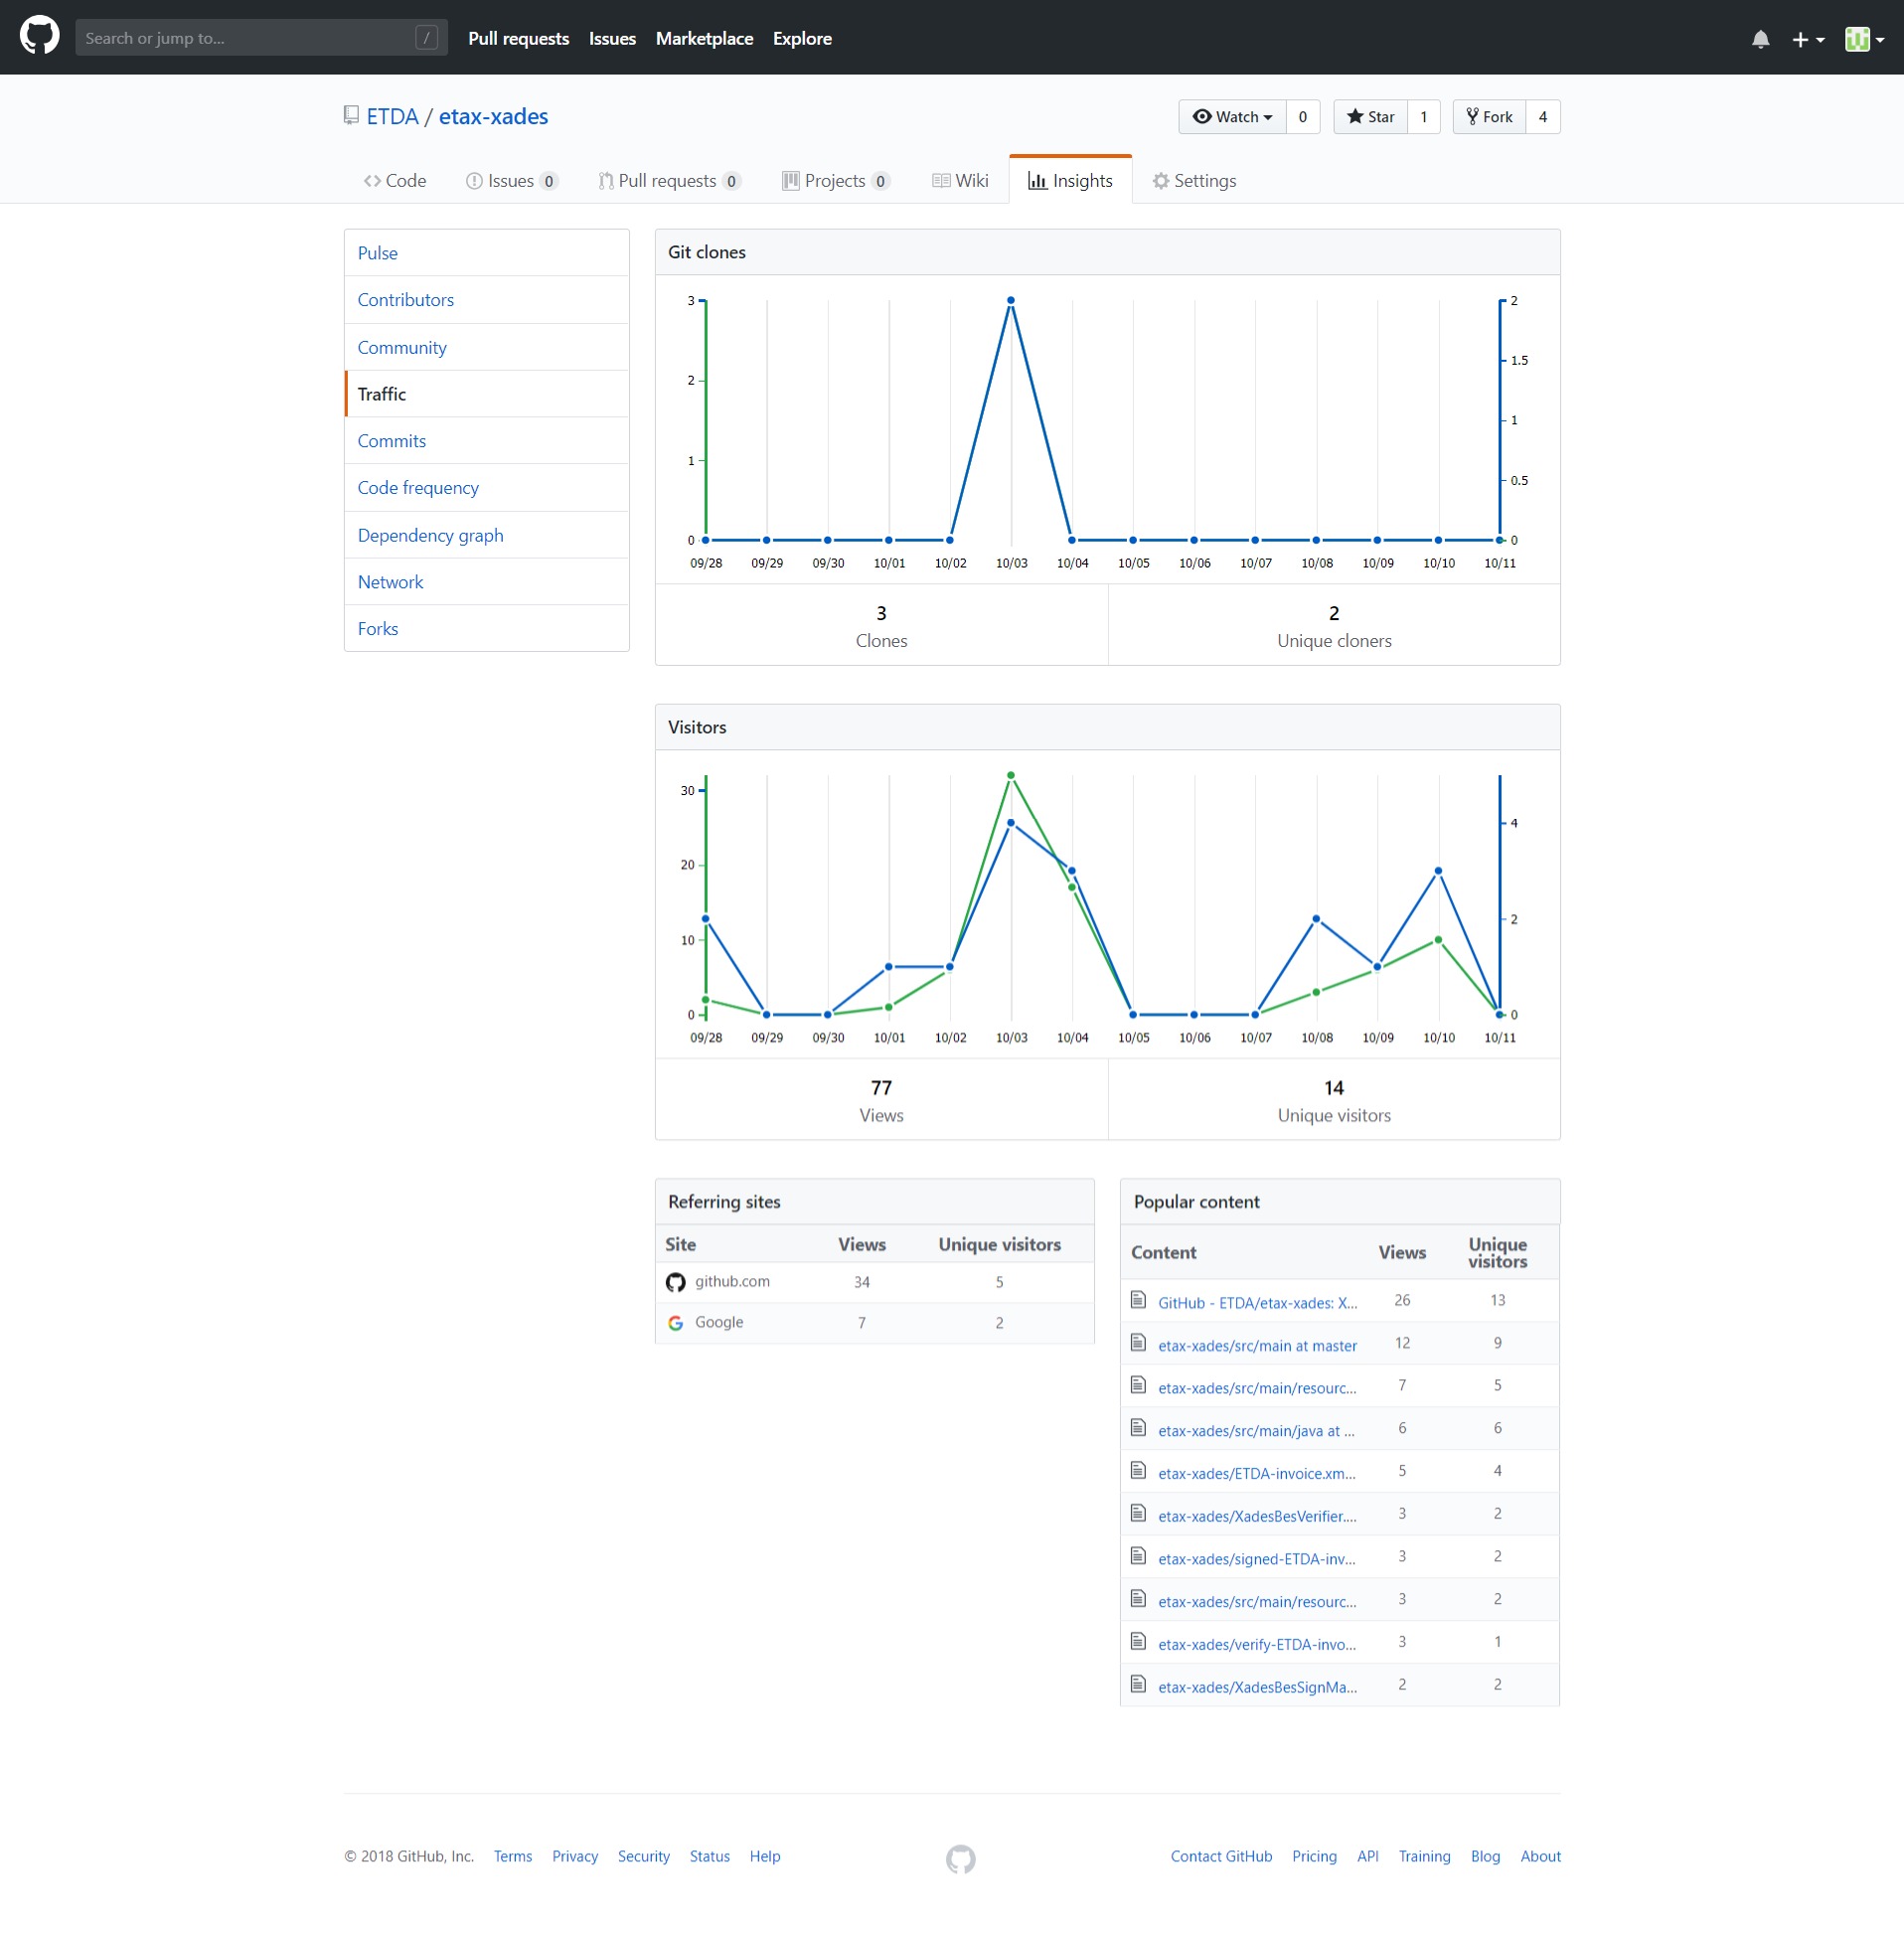 Search or jump to... / Pull requests Issues Marketplace Explore
ETDA / etax-xades Watch 0 Star 1 Fork 4
Code Issues 0 Pull requests 0 Projects 0 Wiki Insights Settings
Pulse
Contributors
Community
Traffic
Commits
Code frequency
Dependency graph
Network
Forks
Git clones
3 2
1.5
2
1
1
0.5
0 0
09/28 09/29 09/30 10/01 10/02 10/03 10/04 10/05 10/06 10/07 10/08 10/09 10/10 10/11
3 2
Clones Unique cloners
Visitors
30
4
20
2
10
0 0
09/28 09/29 09/30 10/01 10/02 10/03 10/04 10/05 10/06 10/07 10/08 10/09 10/10 10/11
77 14
Views Unique visitors
Referring sites
Site Views Unique visitors
github.com 34 5
Google 7 2
Popular content
Content Views Unique visitors
GitHub - ETDA/etax-xades: X... 26 13
etax-xades/src/main at master 12 9
etax-xades/src/main/resourc... 7 5
etax-xades/src/main/java at ... 6 6
etax-xades/ETDA-invoice.xm... 5 4
etax-xades/XadesBesVerifier.... 3 2
etax-xades/signed-ETDA-inv... 3 2
etax-xades/src/main/resourc... 3 2
etax-xades/verify-ETDA-invo... 3 1
etax-xades/XadesBesSignMa... 2 2
© 2018 GitHub, Inc. Terms Privacy Security Status Help Contact GitHub Pricing API Training Blog About